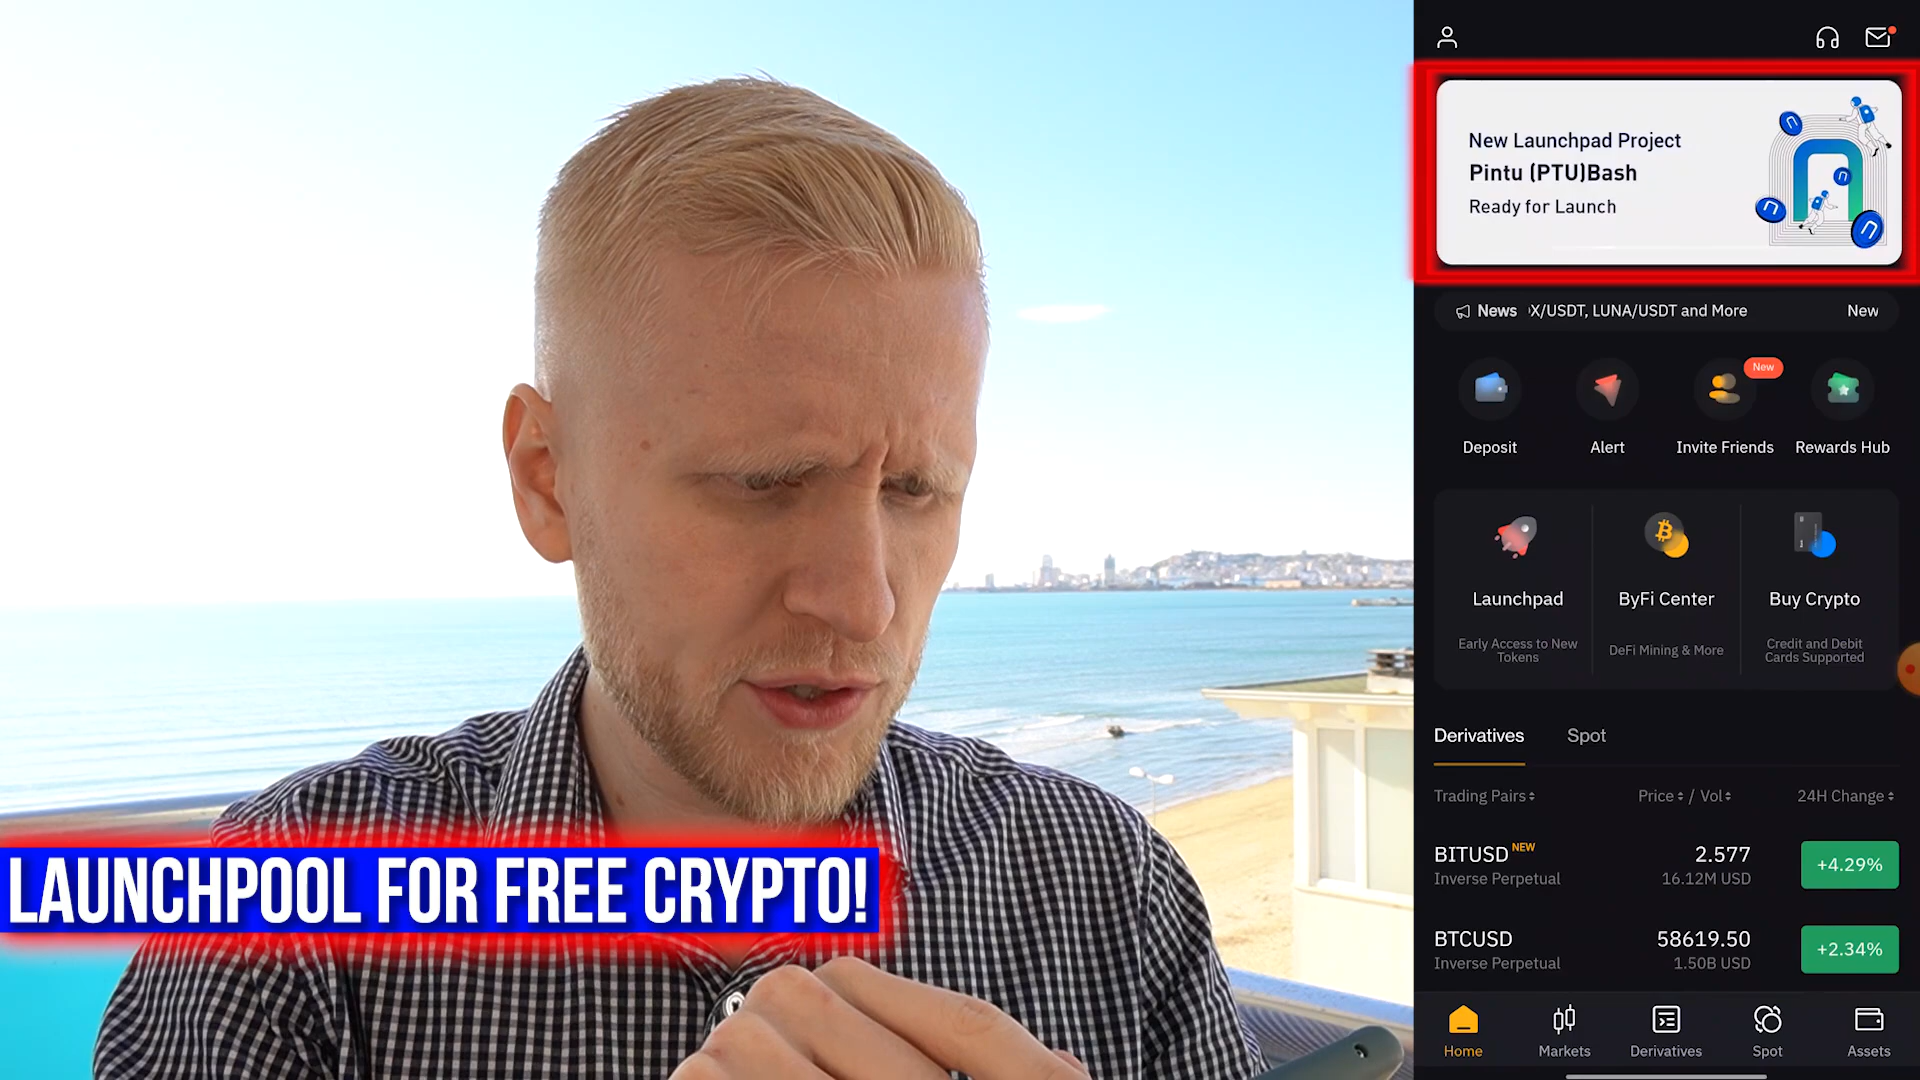 New Launchpad Project
Pintu (PTU)Bash
Ready for Launch
News X/USDT, LUNA/USDT and More New
New
Deposit Alert Invite Friends Rewards Hub
Launchpad ByFi Center Buy Crypto
Early Access to New Tokens DeFi Mining & More Credit and Debit Cards Supported
Derivatives Spot
Trading Pairs Price / Vol 24H Change
BITUSD NEW 2.577 +4.29%
Inverse Perpetual 16.12M USD
BTCUSD 58619.50 +2.34%
Inverse Perpetual 1.50B USD
Home Markets Derivatives Spot Assets
LAUNCHPOOL FOR FREE CRYPTO!